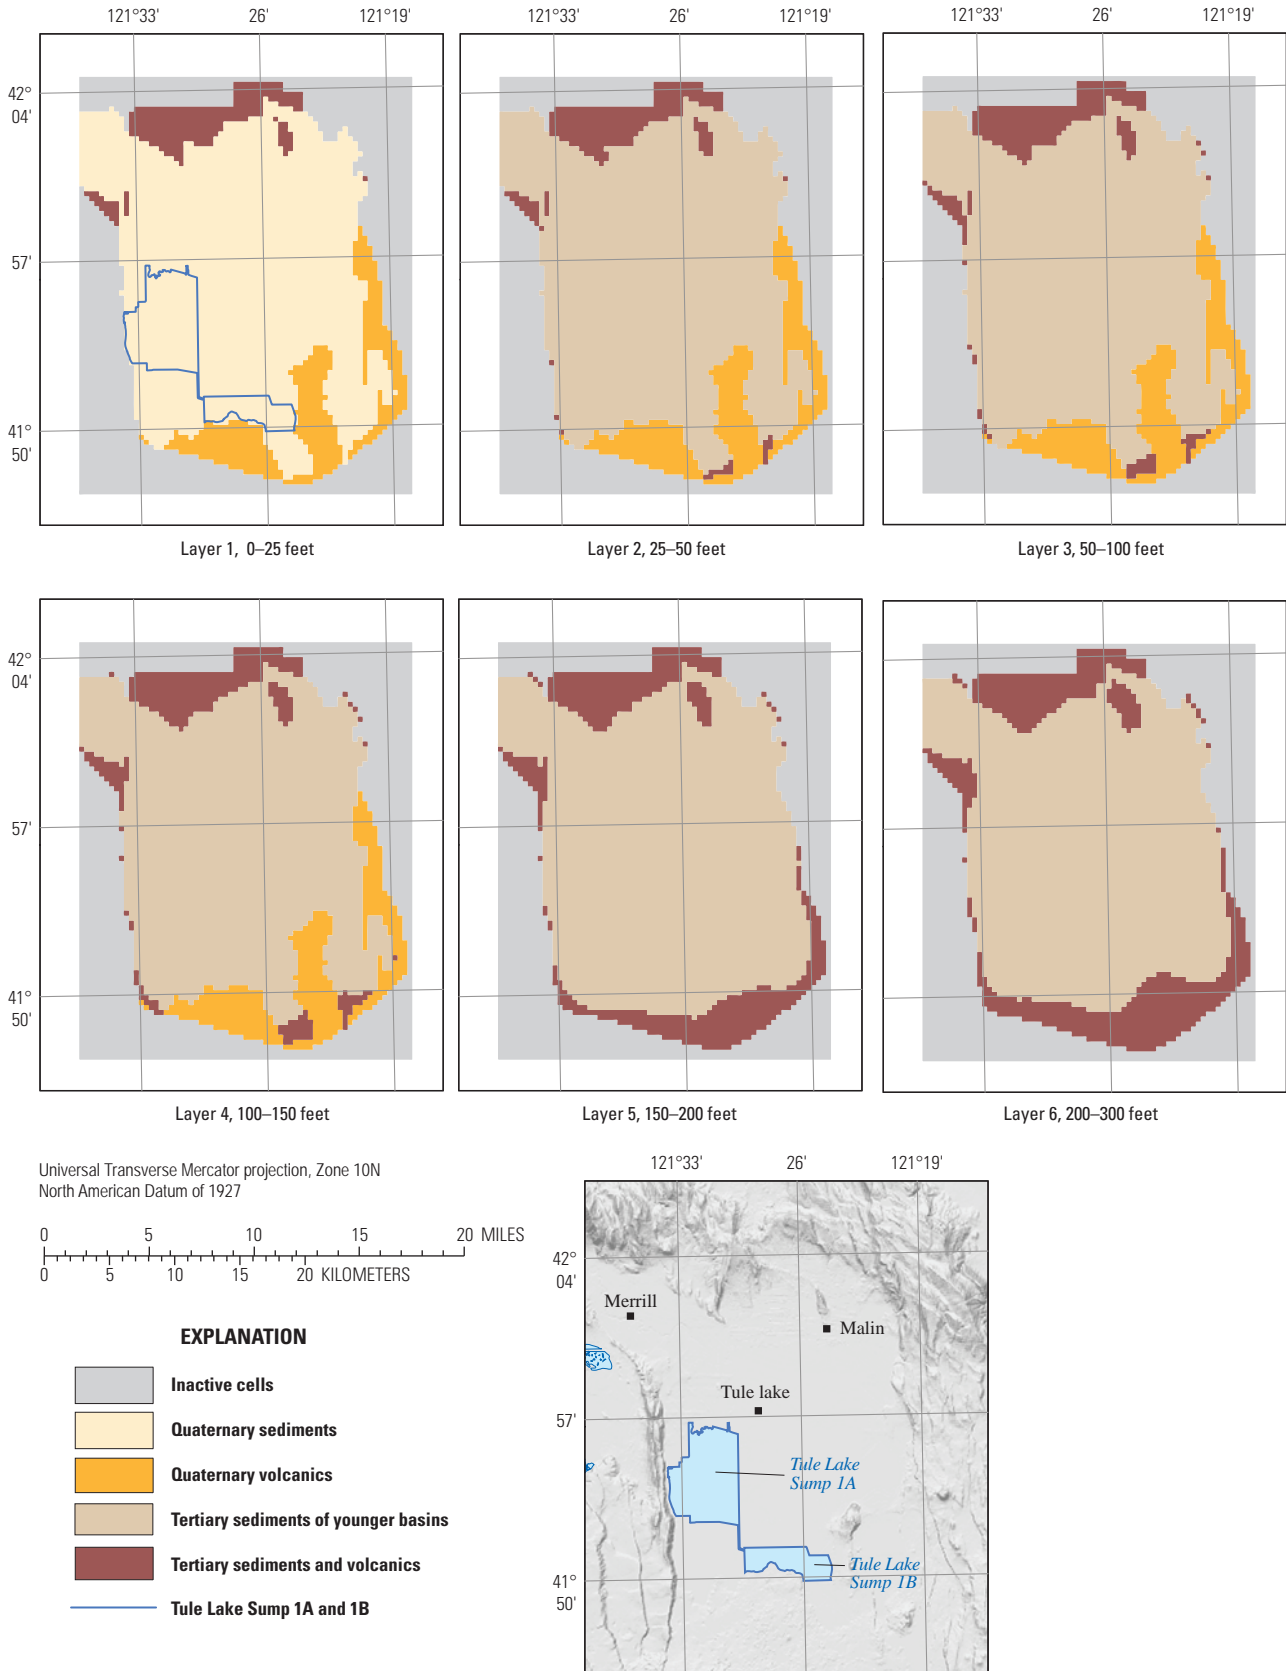 121°33' 26' 121°19' 121°33' 26' 121°19' 121°33' 26' 121°19'
42°
04'
57'
41°
50'
Layer 1, 0–25 feet
Layer 2, 25–50 feet
Layer 3, 50–100 feet
42°
04'
57'
41°
50'
Layer 4, 100–150 feet
Layer 5, 150–200 feet
Layer 6, 200–300 feet
Universal Transverse Mercator projection, Zone 10N
North American Datum of 1927
0 5 10 15 20 MILES
0 5 10 15 20 KILOMETERS
EXPLANATION
Inactive cells
Quaternary sediments
Quaternary volcanics
Tertiary sediments of younger basins
Tertiary sediments and volcanics
Tule Lake Sump 1A and 1B
121°33' 26' 121°19'
42°
04'
Merrill
Malin
Tule lake
57'
Tule Lake
Sump 1A
Tule Lake
Sump 1B
41°
50'